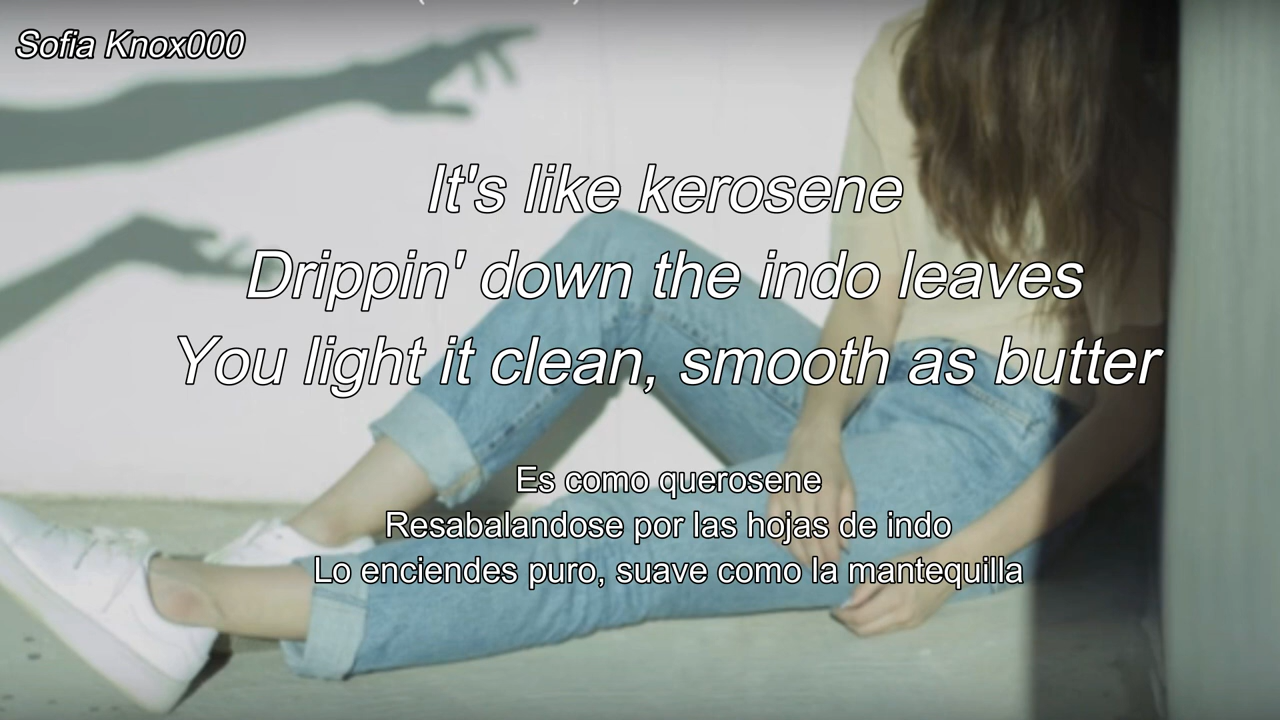 Sofia Knox000
It's like kerosene
Drippin' down the indo leaves
You light it clean, smooth as butter
Es como querosene
Resabalandose por las hojas de indo
Lo enciendes puro, suave como la mantequilla